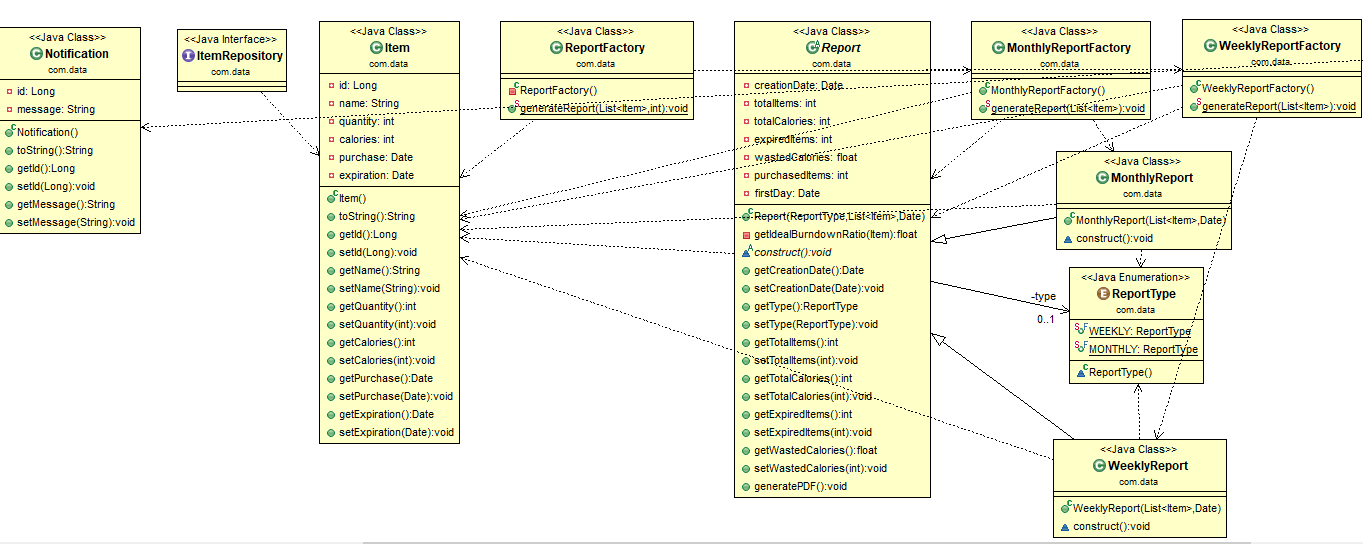 <<Java Class>>
Notification
com.data
id: Long
message: String
Notification()
toString():String
getId():Long
setId(Long):void
getMessage():String
setMessage(String):void
<<Java Interface>>
ItemRepository
com.data
<<Java Class>>
Item
com.data
id: Long
name: String
quantity: int
calories: int
purchase: Date
expiration: Date
Item()
toString():String
getId():Long
setId(Long):void
getName():String
setName(String):void
getQuantity():int
setQuantity(int):void
getCalories():int
setCalories(int):void
getPurchase():Date
setPurchase(Date):void
getExpiration():Date
setExpiration(Date):void
<<Java Class>>
ReportFactory
com.data
ReportFactory()
generateReport(List<Item>,int):void
<<Java Class>>
Report
com.data
creationDate: Date
totalItems: int
totalCalories: int
expiredItems: int
wastedCalories: float
purchasedItems: int
firstDay: Date
Report(ReportType,List<Item>,Date)
getIdealBurndownRatio(Item):float
construct():void
getCreationDate():Date
setCreationDate(Date):void
getType():ReportType
setType(ReportType):void
getTotalItems():int
setTotalItems(int):void
getTotalCalories():int
setTotalCalories(int):void
getExpiredItems():int
setExpiredItems(int):void
getWastedCalories():float
setWastedCalories(int):void
generatePDF():void
<<Java Class>>
MonthlyReportFactory
com.data
MonthlyReportFactory()
generateReport(List<Item>):void
<<Java Class>>
WeeklyReportFactory
com.data
WeeklyReportFactory()
generateReport(List<Item>):void
<<Java Class>>
MonthlyReport
com.data
MonthlyReport(List<Item>,Date)
construct():void
-type
0..1
<<Java Enumeration>>
ReportType
com.data
WEEKLY: ReportType
MONTHLY: ReportType
ReportType()
<<Java Class>>
WeeklyReport
com.data
WeeklyReport(List<Item>,Date)
construct():void